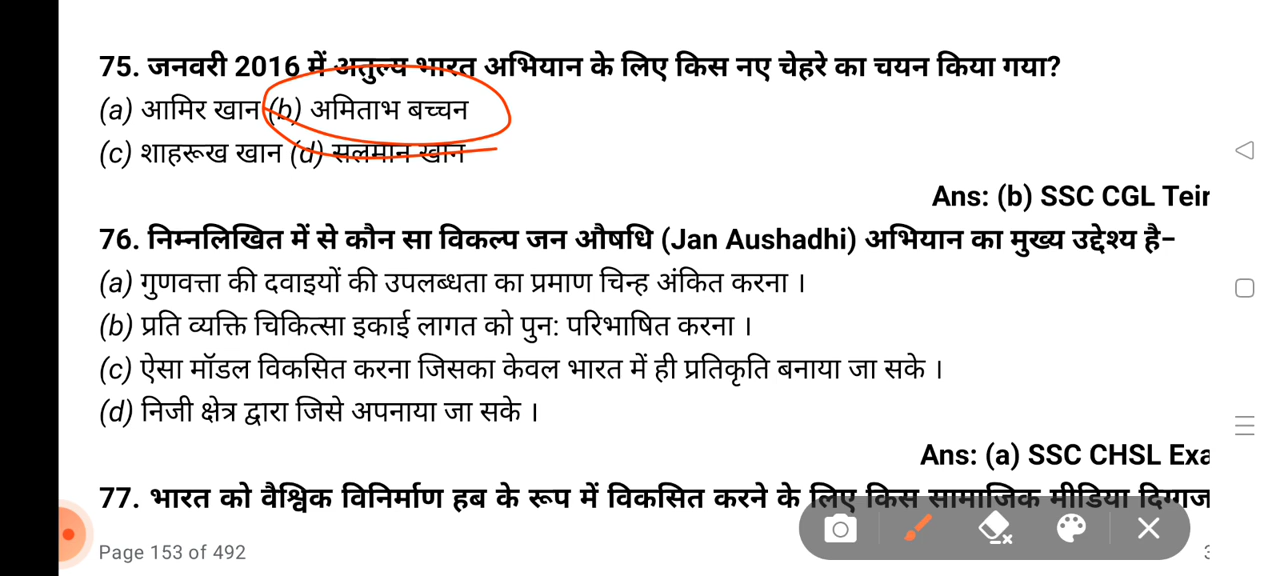 75. जनवरी 2016 में अतुल्य भारत अभियान के लिए किस नए चेहरे का चयन किया गया?
(a) आमिर खान (b) अमिताभ बच्चन
(c) शाहरूख खान (d) सलमान खान
Ans: (b) SSC CGL Teir
76. निम्नलिखित में से कौन सा विकल्प जन औषधि (Jan Aushadhi) अभियान का मुख्य उद्देश्य है-
(a) गुणवत्ता की दवाइयों की उपलब्धता का प्रमाण चिन्ह अंकित करना ।
(b) प्रति व्यक्ति चिकित्सा इकाई लागत को पुन: परिभाषित करना ।
(c) ऐसा मॉडल विकसित करना जिसका केवल भारत में ही प्रतिकृति बनाया जा सके ।
(d) निजी क्षेत्र द्वारा जिसे अपनाया जा सके ।
Ans: (a) SSC CHSL Exa
77. भारत को वैश्विक विनिर्माण हब के रूप में विकसित करने के लिए किस सामाजिक मीडिया दिग्गज
Page 153 of 492